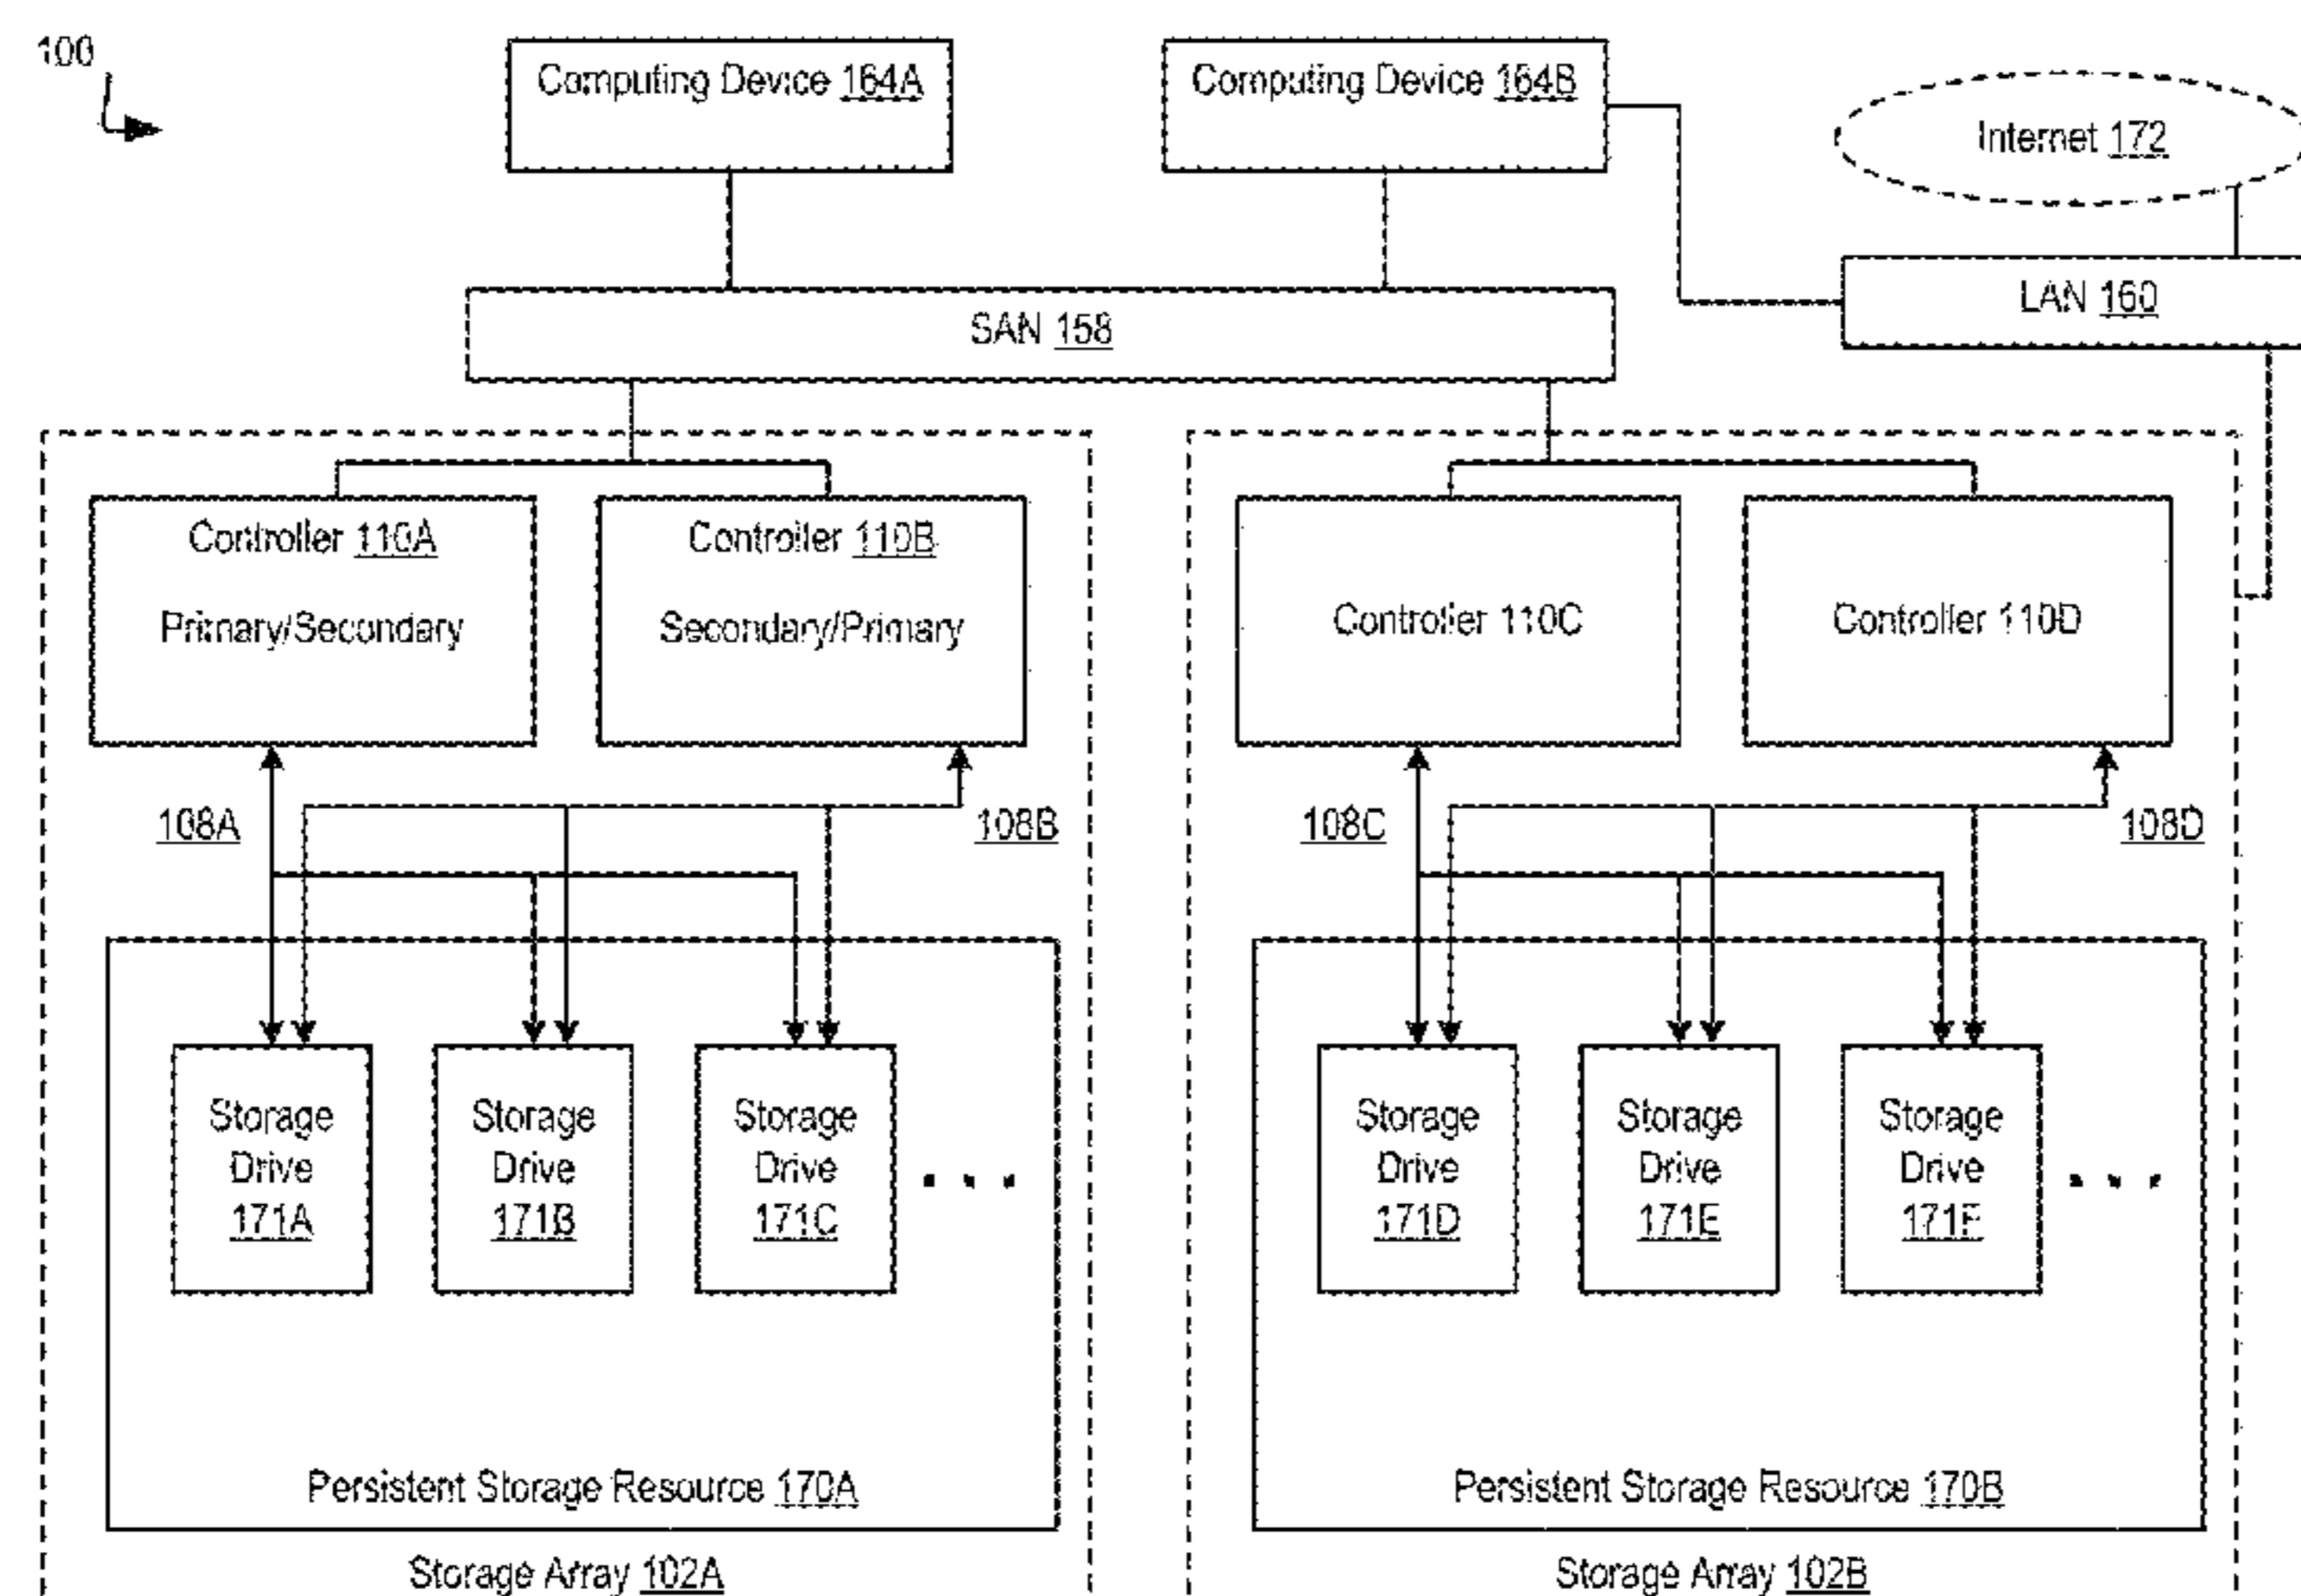 100
Computing Device 164A
Computing Device 164B
Internet 172
LAN 160
SAN 158
Controller 110A
Primary/Secondary
Controller 110B
Secondary/Primary
Controller 110C
Controller 110D
108A
108B
108C
108D
Storage
Drive
171A
Storage
Drive
171B
Storage
Drive
171C
. . .
Storage
Drive
171D
Storage
Drive
171E
Storage
Drive
171F
. . .
Persistent Storage Resource 170A
Persistent Storage Resource 170B
Storage Array 102A
Storage Array 102B